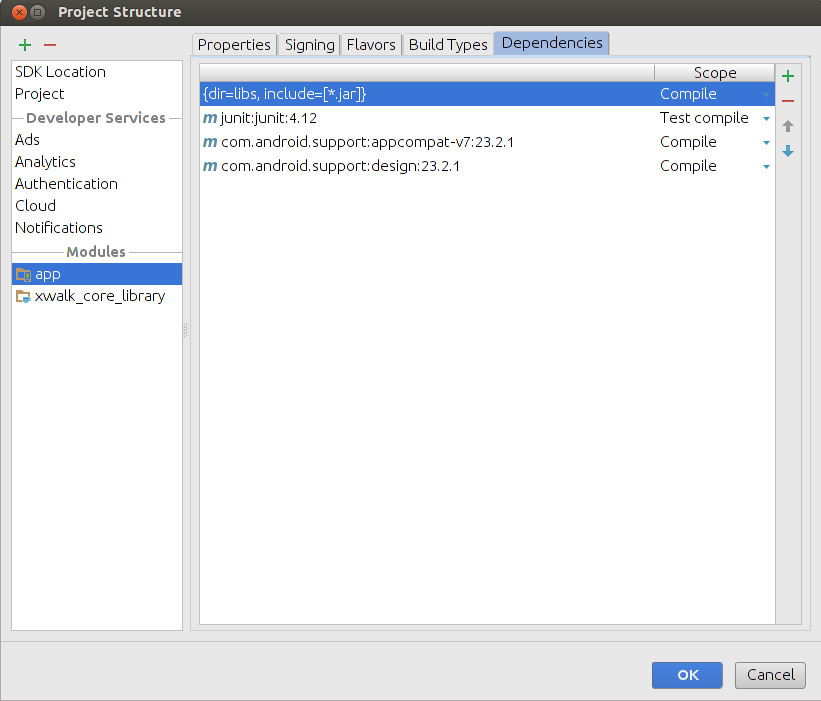 Project Structure
SDK Location
Project
Developer Services
Ads
Analytics
Authentication
Cloud
Notifications
Modules
app
xwalk_core_library
Properties Signing Flavors Build Types Dependencies
Scope
{dir=libs, include=[*.jar]} Compile
m junit:junit:4.12 Test compile
m com.android.support:appcompat-v7:23.2.1 Compile
m com.android.support:design:23.2.1 Compile
OK Cancel